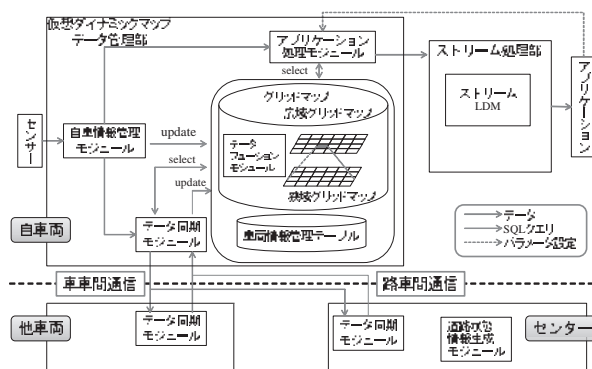 仮想ダイナミックマップ
データ管理部
アプリケーション
処理モジュール
select
ストリーム処理部
ストリーム
LDM
アプリケーション
センサー
自車情報管理
モジュール
update
select
update
グリッドマップ
広域グリッドマップ
データ
フュージョン
モジュール
狭域グリッドマップ
車両情報管理テーブル
データ同期
モジュール
自車両
データ
SQLクエリ
パラメータ設定
車車間通信
路車間通信
他車両
データ同期
モジュール
データ同期
モジュール
道路状態
情報生成
モジュール
センター